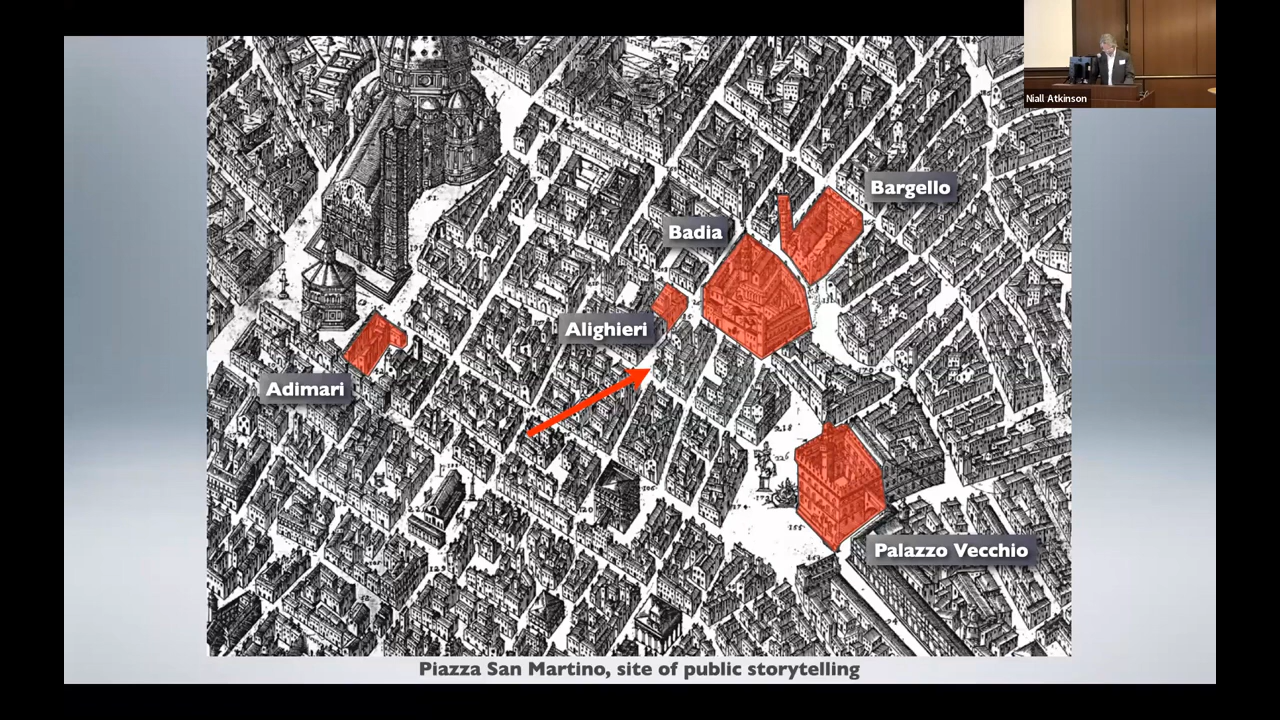 Niall Atkinson
Bargello
Badia
Alighieri
Adimari
Palazzo Vecchio
Piazza San Martino, site of public storytelling